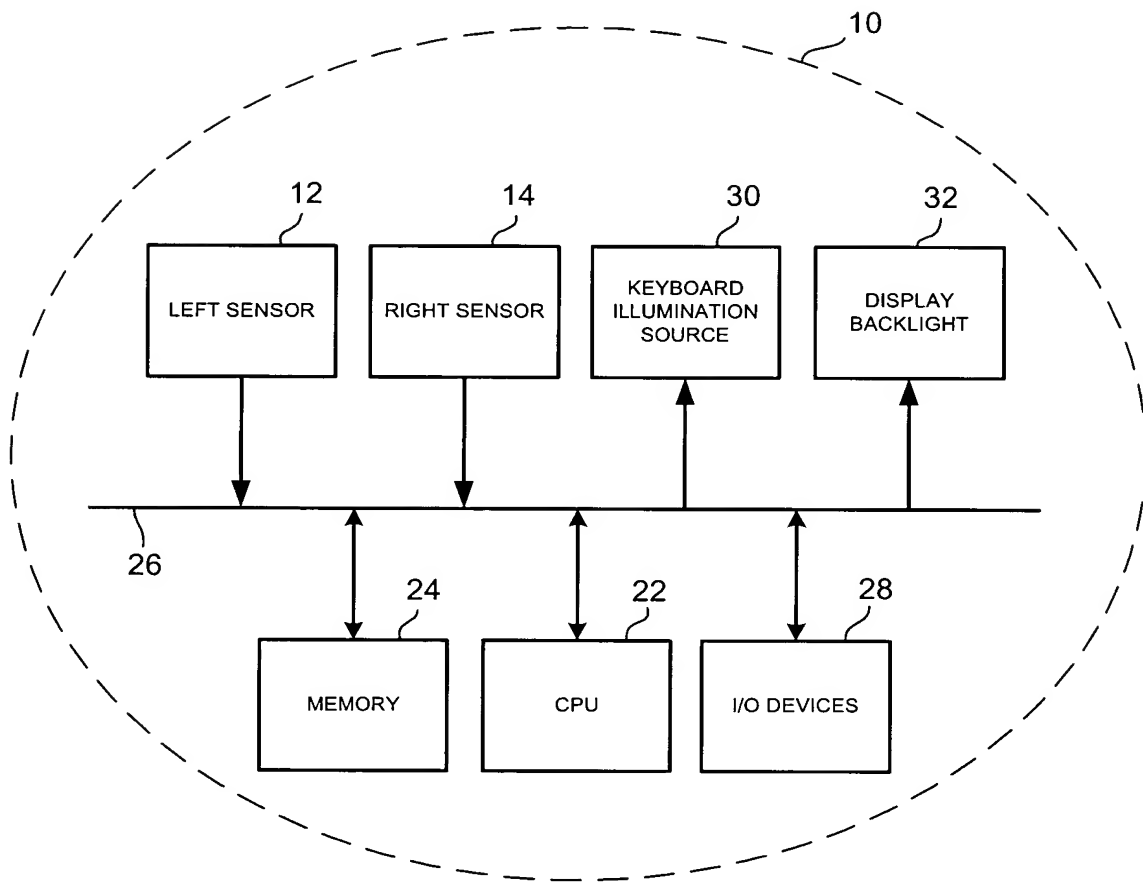 10
12
14
30
32
LEFT SENSOR
RIGHT SENSOR
KEYBOARD
ILLUMINATION
SOURCE
DISPLAY
BACKLIGHT
26
24
22
28
MEMORY
CPU
I/O DEVICES